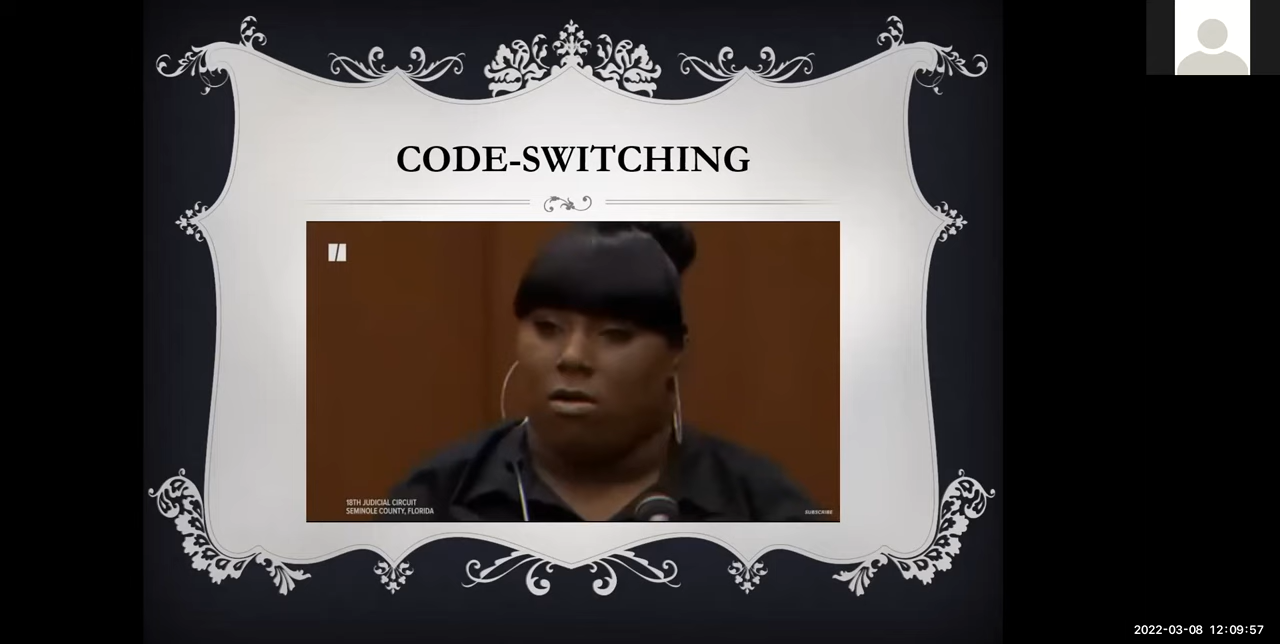 CODE-SWITCHING
18TH JUDICIAL CIRCUIT
SEMINOLE COUNTY, FLORIDA
SUBSCRIBE
2022-03-08 12:09:57